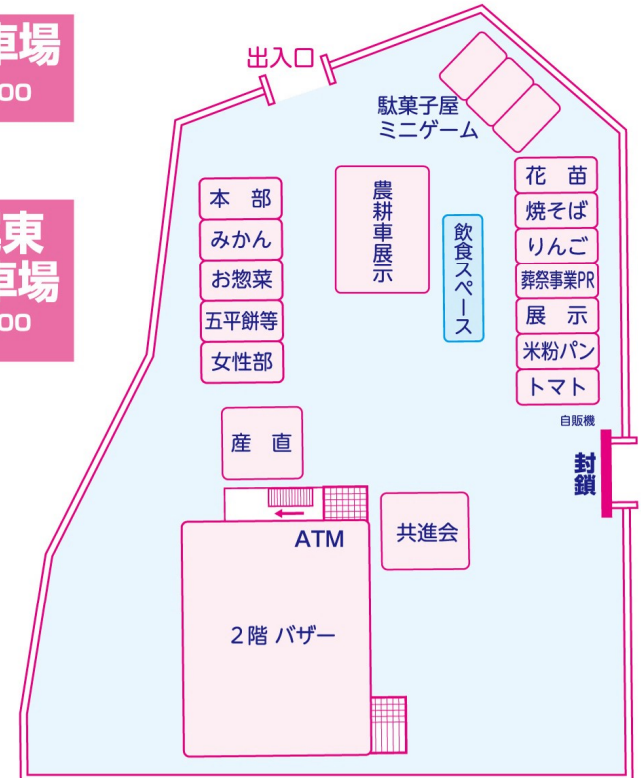 車場
00
東
車場
00
出入口
駄菓子屋
ミニゲーム
本 部
みかん
お惣菜
五平餅等
女性部
農耕車展示
飲食スペース
花 苗
焼そば
りんご
葬祭事業PR
展 示
米粉パン
トマト
自販機
封鎖
産 直
ATM
共進会
2階 バザー